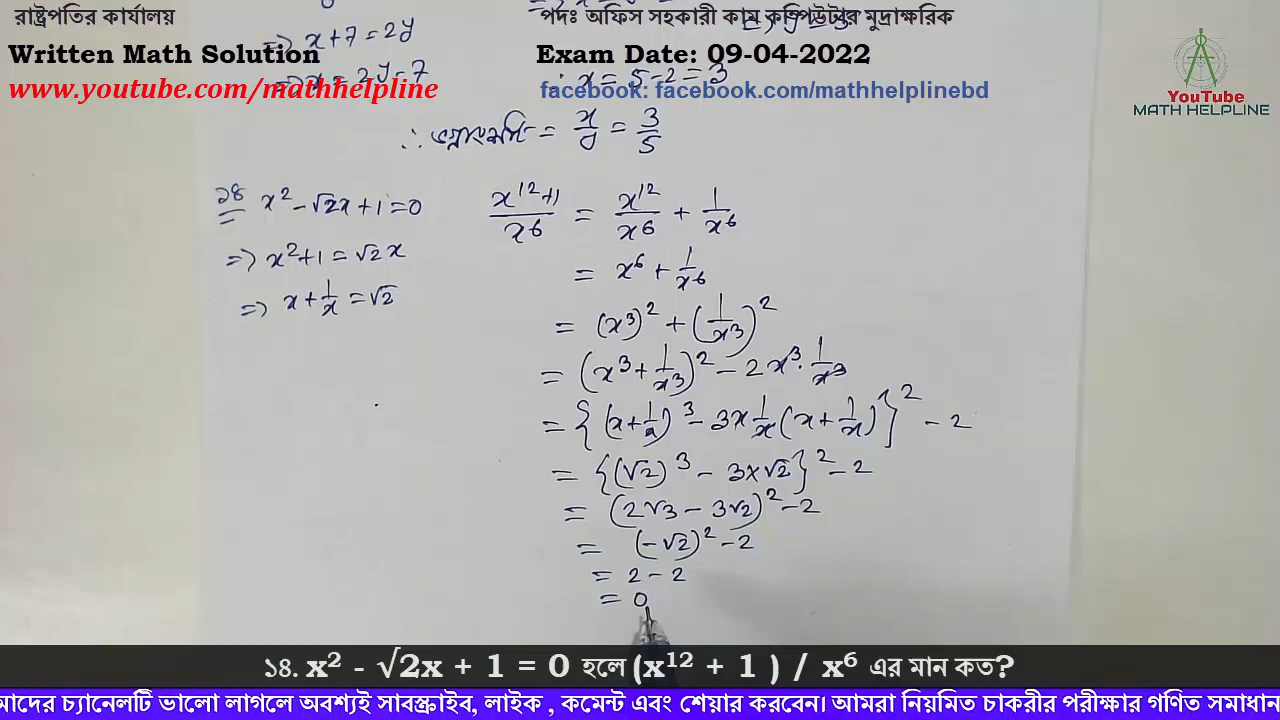 রাষ্ট্রপতির কার্যালয়
পদঃ অফিস সহকারী কাম কম্পিউটার মুদ্রাক্ষরিক
=> x + 7 = 2y
Written Math Solution
Exam Date: 09-04-2022
=> x = 2y - 7
∴ x = 5 - 2 = 3
www.youtube.com/mathhelpline
facebook: facebook.com/mathhelplinebd
YouTube
MATH HELPLINE
∴ ভগ্নাংশটি = x/y = 3/5
১৪ x² - √2x + 1 = 0
=> x² + 1 = √2 x
=> x + 1/x = √2
(x¹² + 1)/x⁶ = x¹²/x⁶ + 1/x⁶
= x⁶ + 1/x⁶
= (x³)² + (1/x³)²
= (x³ + 1/x³)² - 2x³·1/x³
= {(x + 1/x)³ - 3x 1/x (x + 1/x)}² - 2
= {(√2)³ - 3×√2}² - 2
= (2√3 - 3√2)² - 2
= (-√2)² - 2
= 2 - 2
= 0
১৪. x² - √2x + 1 = 0 হলে (x¹² + 1 ) / x⁶ এর মান কত?
মাদের চ্যানেলটি ভালো লাগলে অবশ্যই সাবস্ক্রাইব, লাইক , কমেন্ট এবং শেয়ার করবেন। আমরা নিয়মিত চাকরীর পরীক্ষার গণিত সমাধান